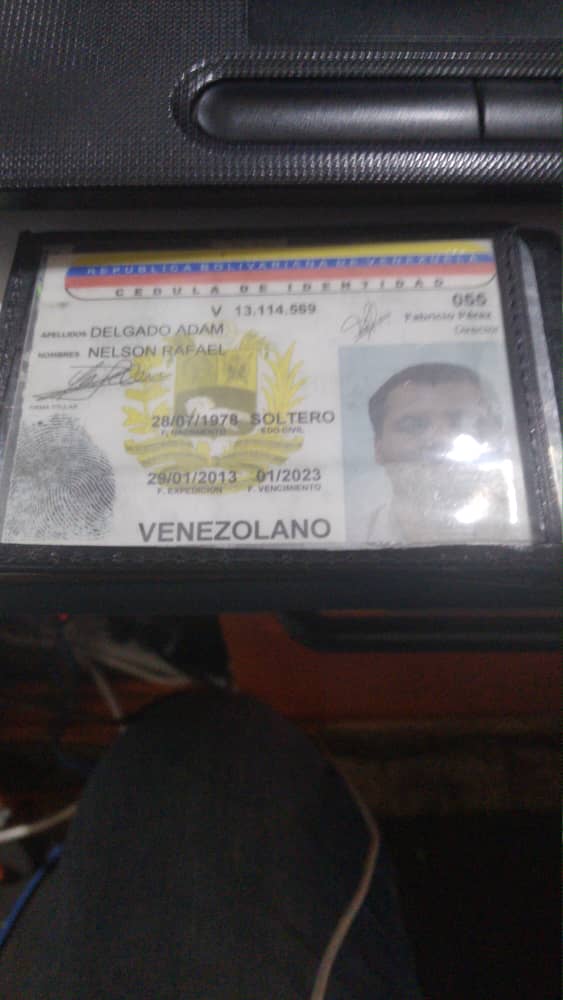 REPUBLICA BOLIVARIANA DE VENEZUELA
CEDULA DE IDENTIDAD
V 13.114.569
055
Fabricio Pérez
Director
APELLIDOS DELGADO ADAM
NOMBRES NELSON RAFAEL
FIRMA TITULAR
28/07/1978 SOLTERO
F. NACIMIENTO EDO CIVIL
29/01/2013 01/2023
F. EXPEDICION F. VENCIMIENTO
VENEZOLANO